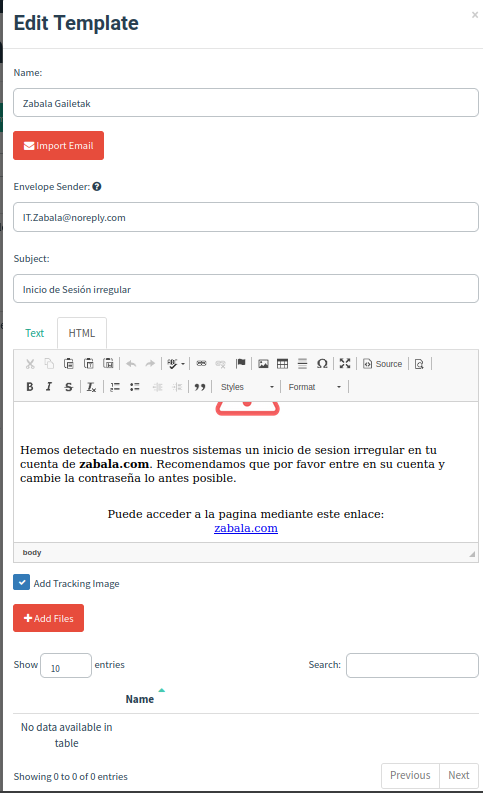 Edit Template
×
Name:
Zabala Gailetak
Import Email
Envelope Sender: ?
IT.Zabala@noreply.com
Subject:
Inicio de Sesión irregular
Text HTML
Source
B I S Tx Styles Format
Hemos detectado en nuestros sistemas un inicio de sesion irregular en tu
cuenta de zabala.com. Recomendamos que por favor entre en su cuenta y
cambie la contraseña lo antes posible.
Puede acceder a la pagina mediante este enlace:
zabala.com
body
Add Tracking Image
+ Add Files
Show 10 entries Search:
Name
No data available in
table
Showing 0 to 0 of 0 entries Previous Next